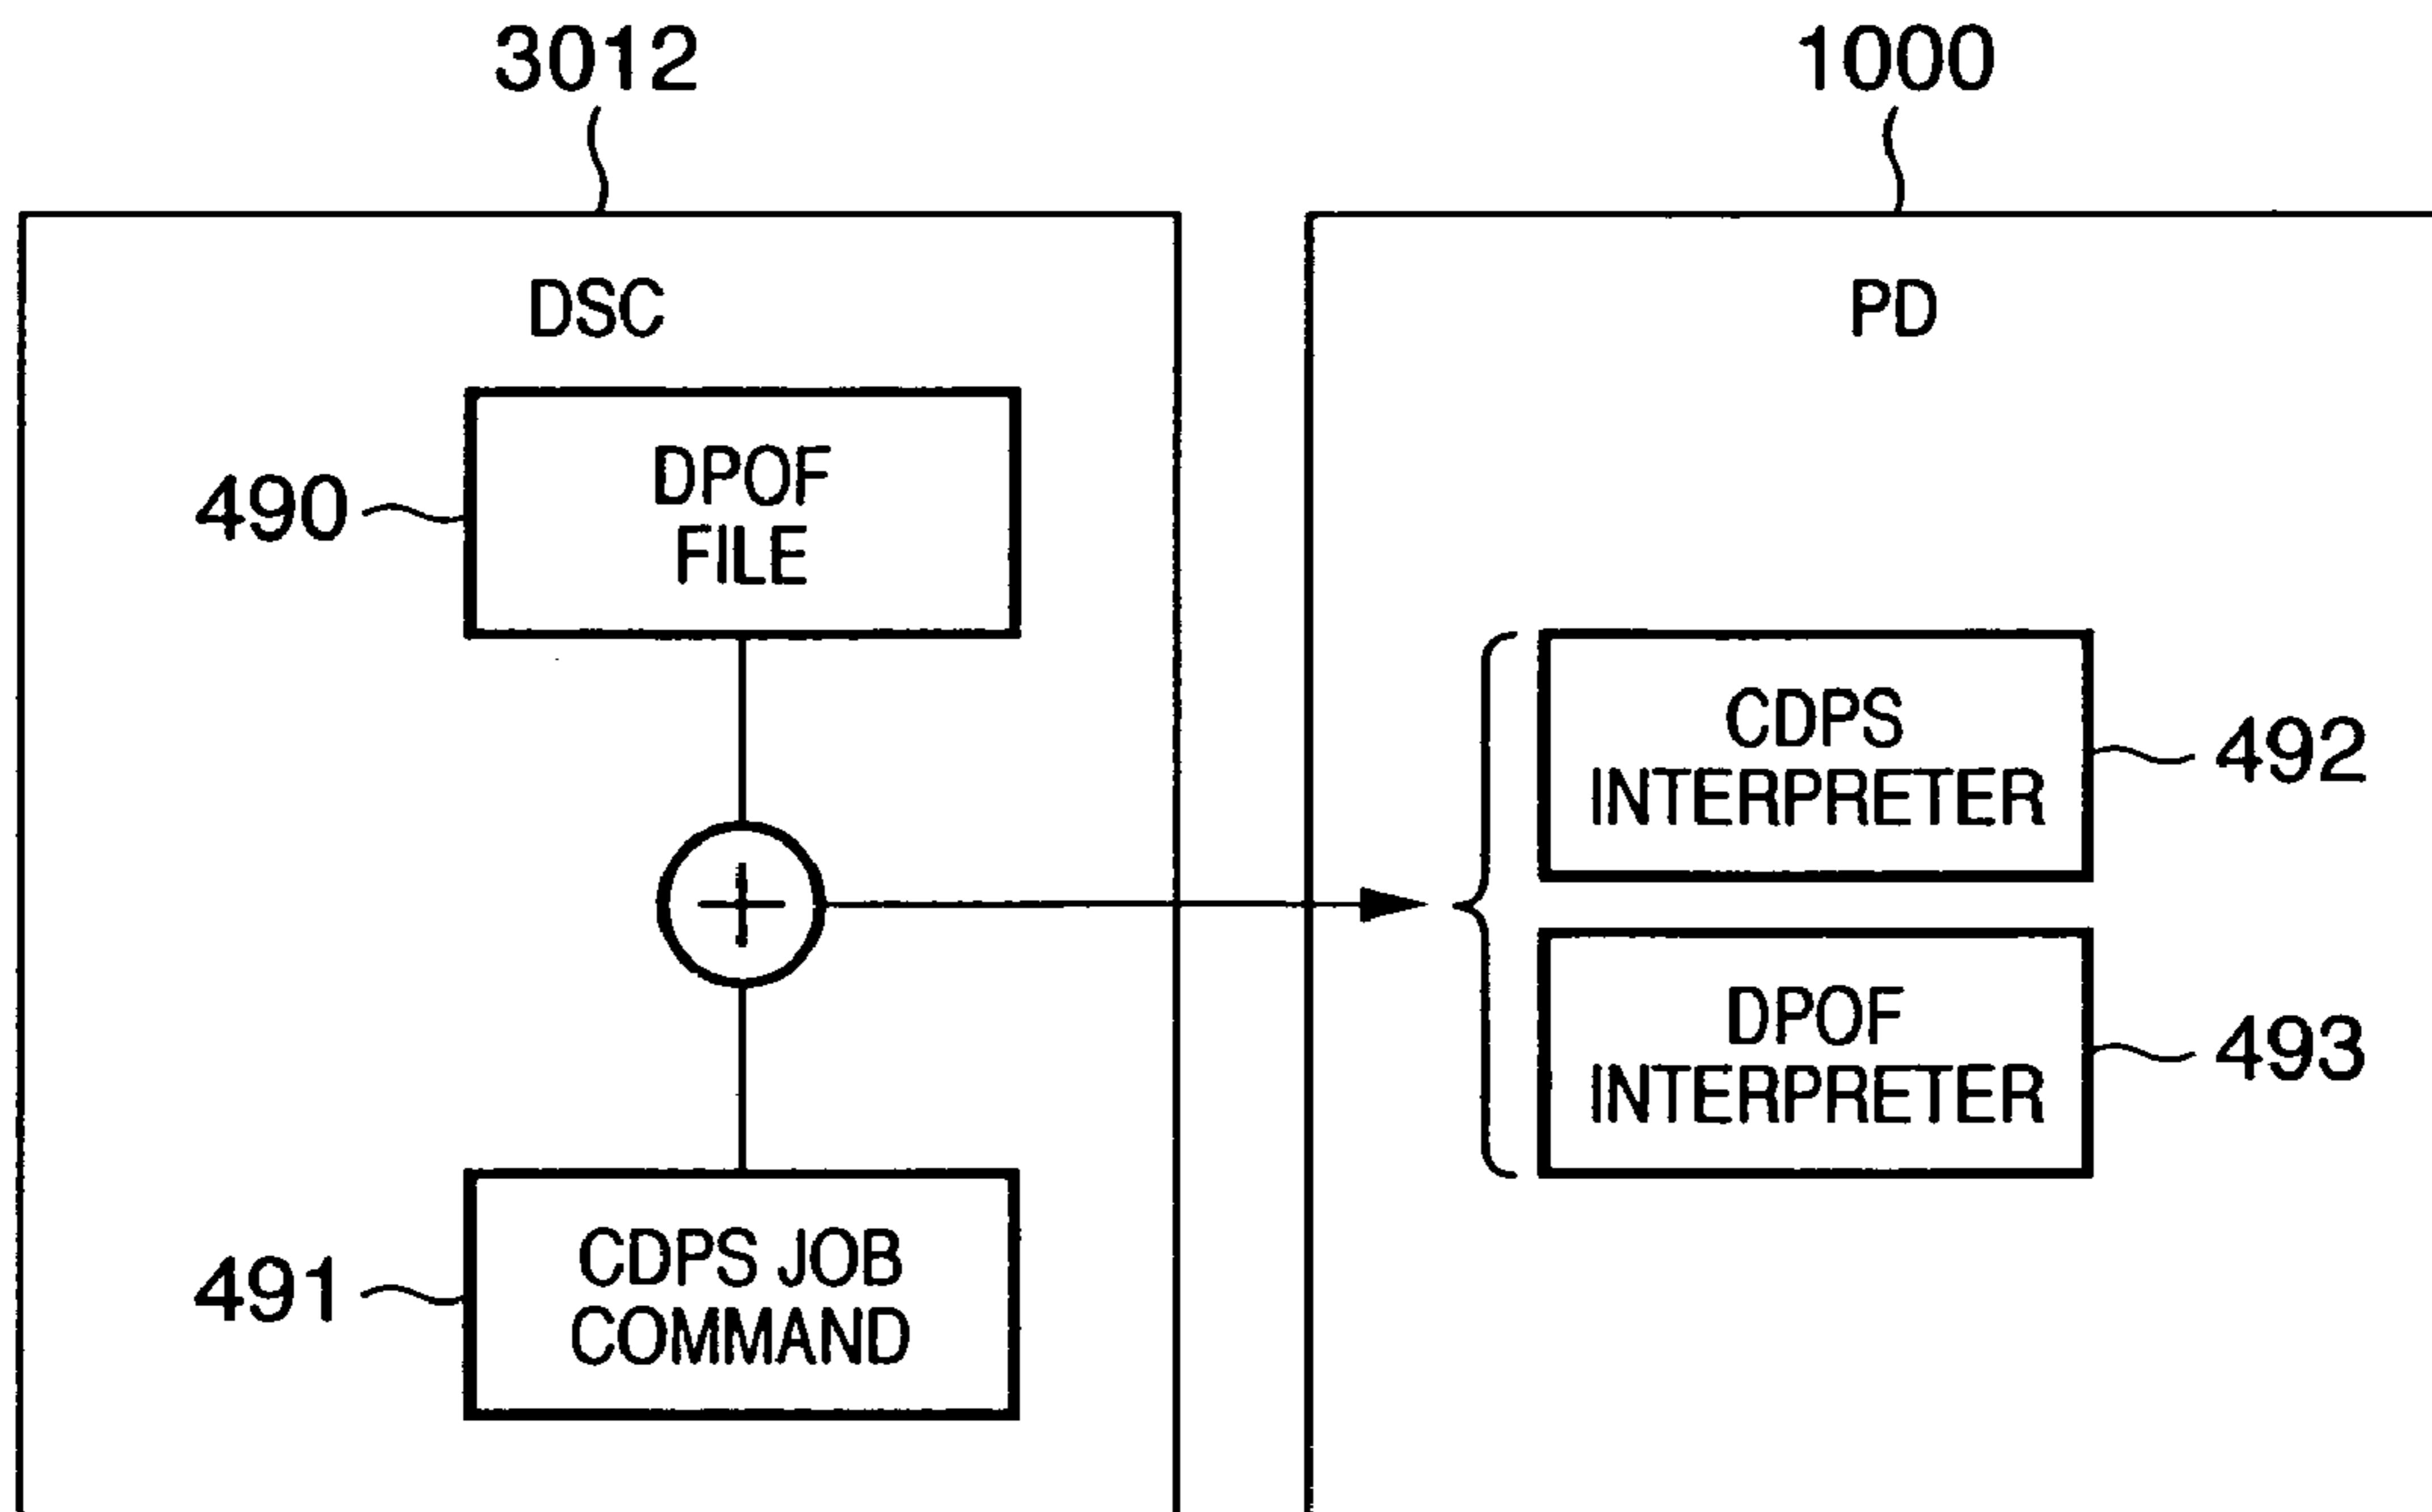 3012
1000
DSC
PD
490
DPOF
FILE
CDPS
INTERPRETER
492
DPOF
INTERPRETER
493
491
CDPS JOB
COMMAND